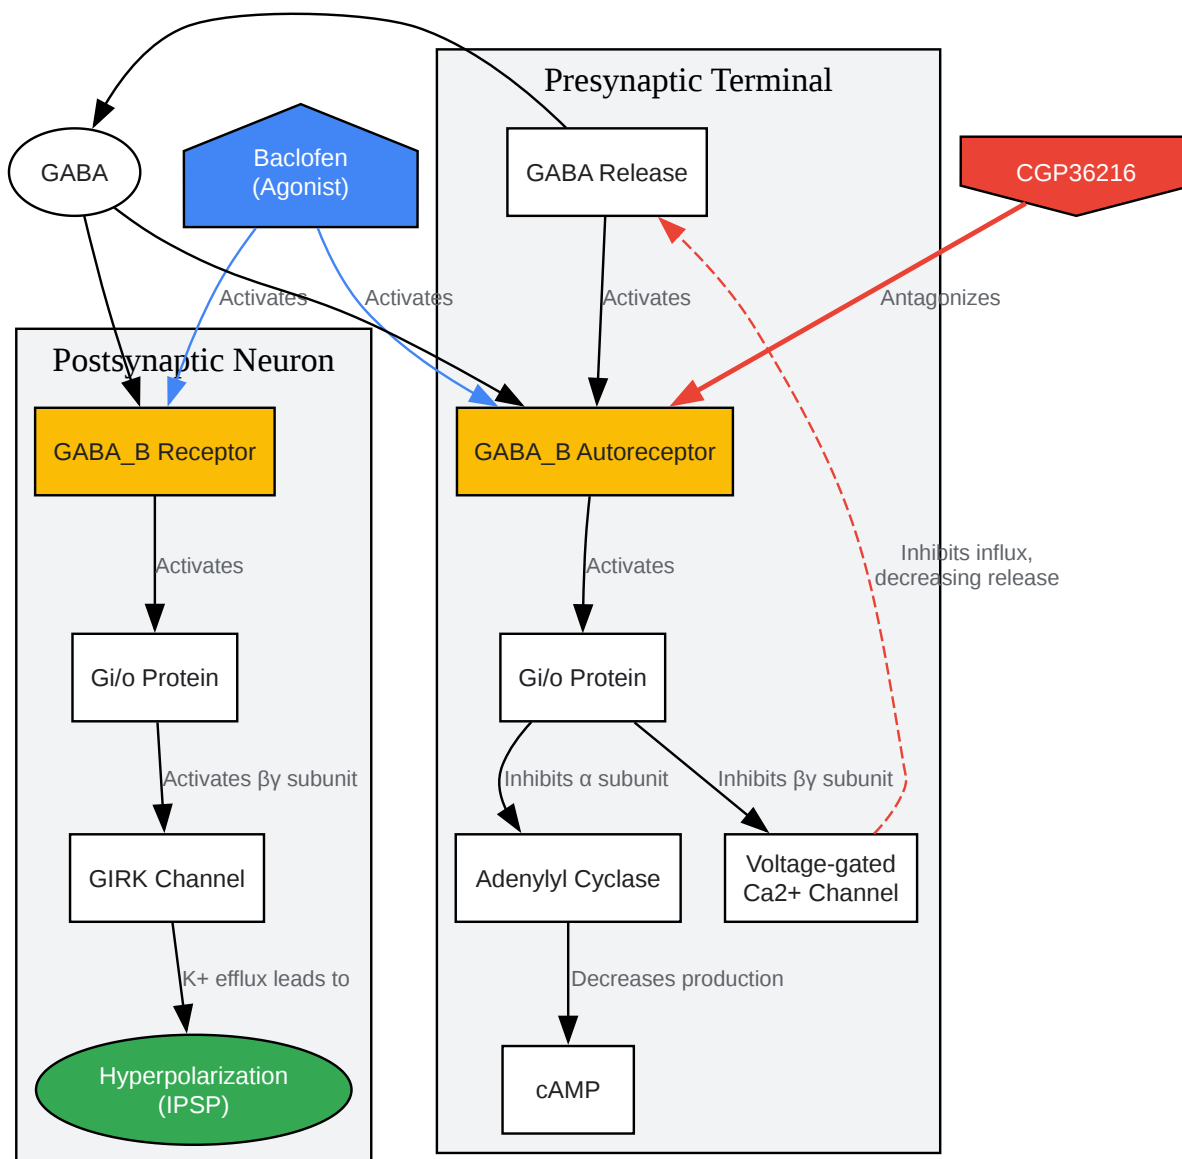 Presynaptic Terminal
GABA
Baclofen
(Agonist)
GABA Release
CGP36216
Activates
Activates
Activates
Antagonizes
Postsynaptic Neuron
GABA_B Receptor
GABA_B Autoreceptor
Activates
Activates
Inhibits influx,
decreasing release
Gi/o Protein
Gi/o Protein
Activates βγ subunit
Inhibits α subunit
Inhibits βγ subunit
GIRK Channel
Adenylyl Cyclase
Voltage-gated
Ca2+ Channel
K+ efflux leads to
Decreases production
Hyperpolarization
(IPSP)
cAMP